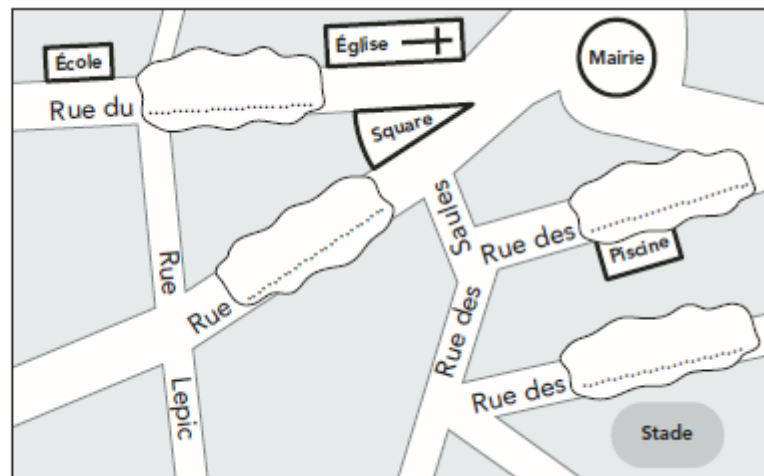 École
Église
Mairie
Rue du
Square
Saules
Rue des
Piscine
Rue
Rue
Rue des
Lepic
Rue des
Stade